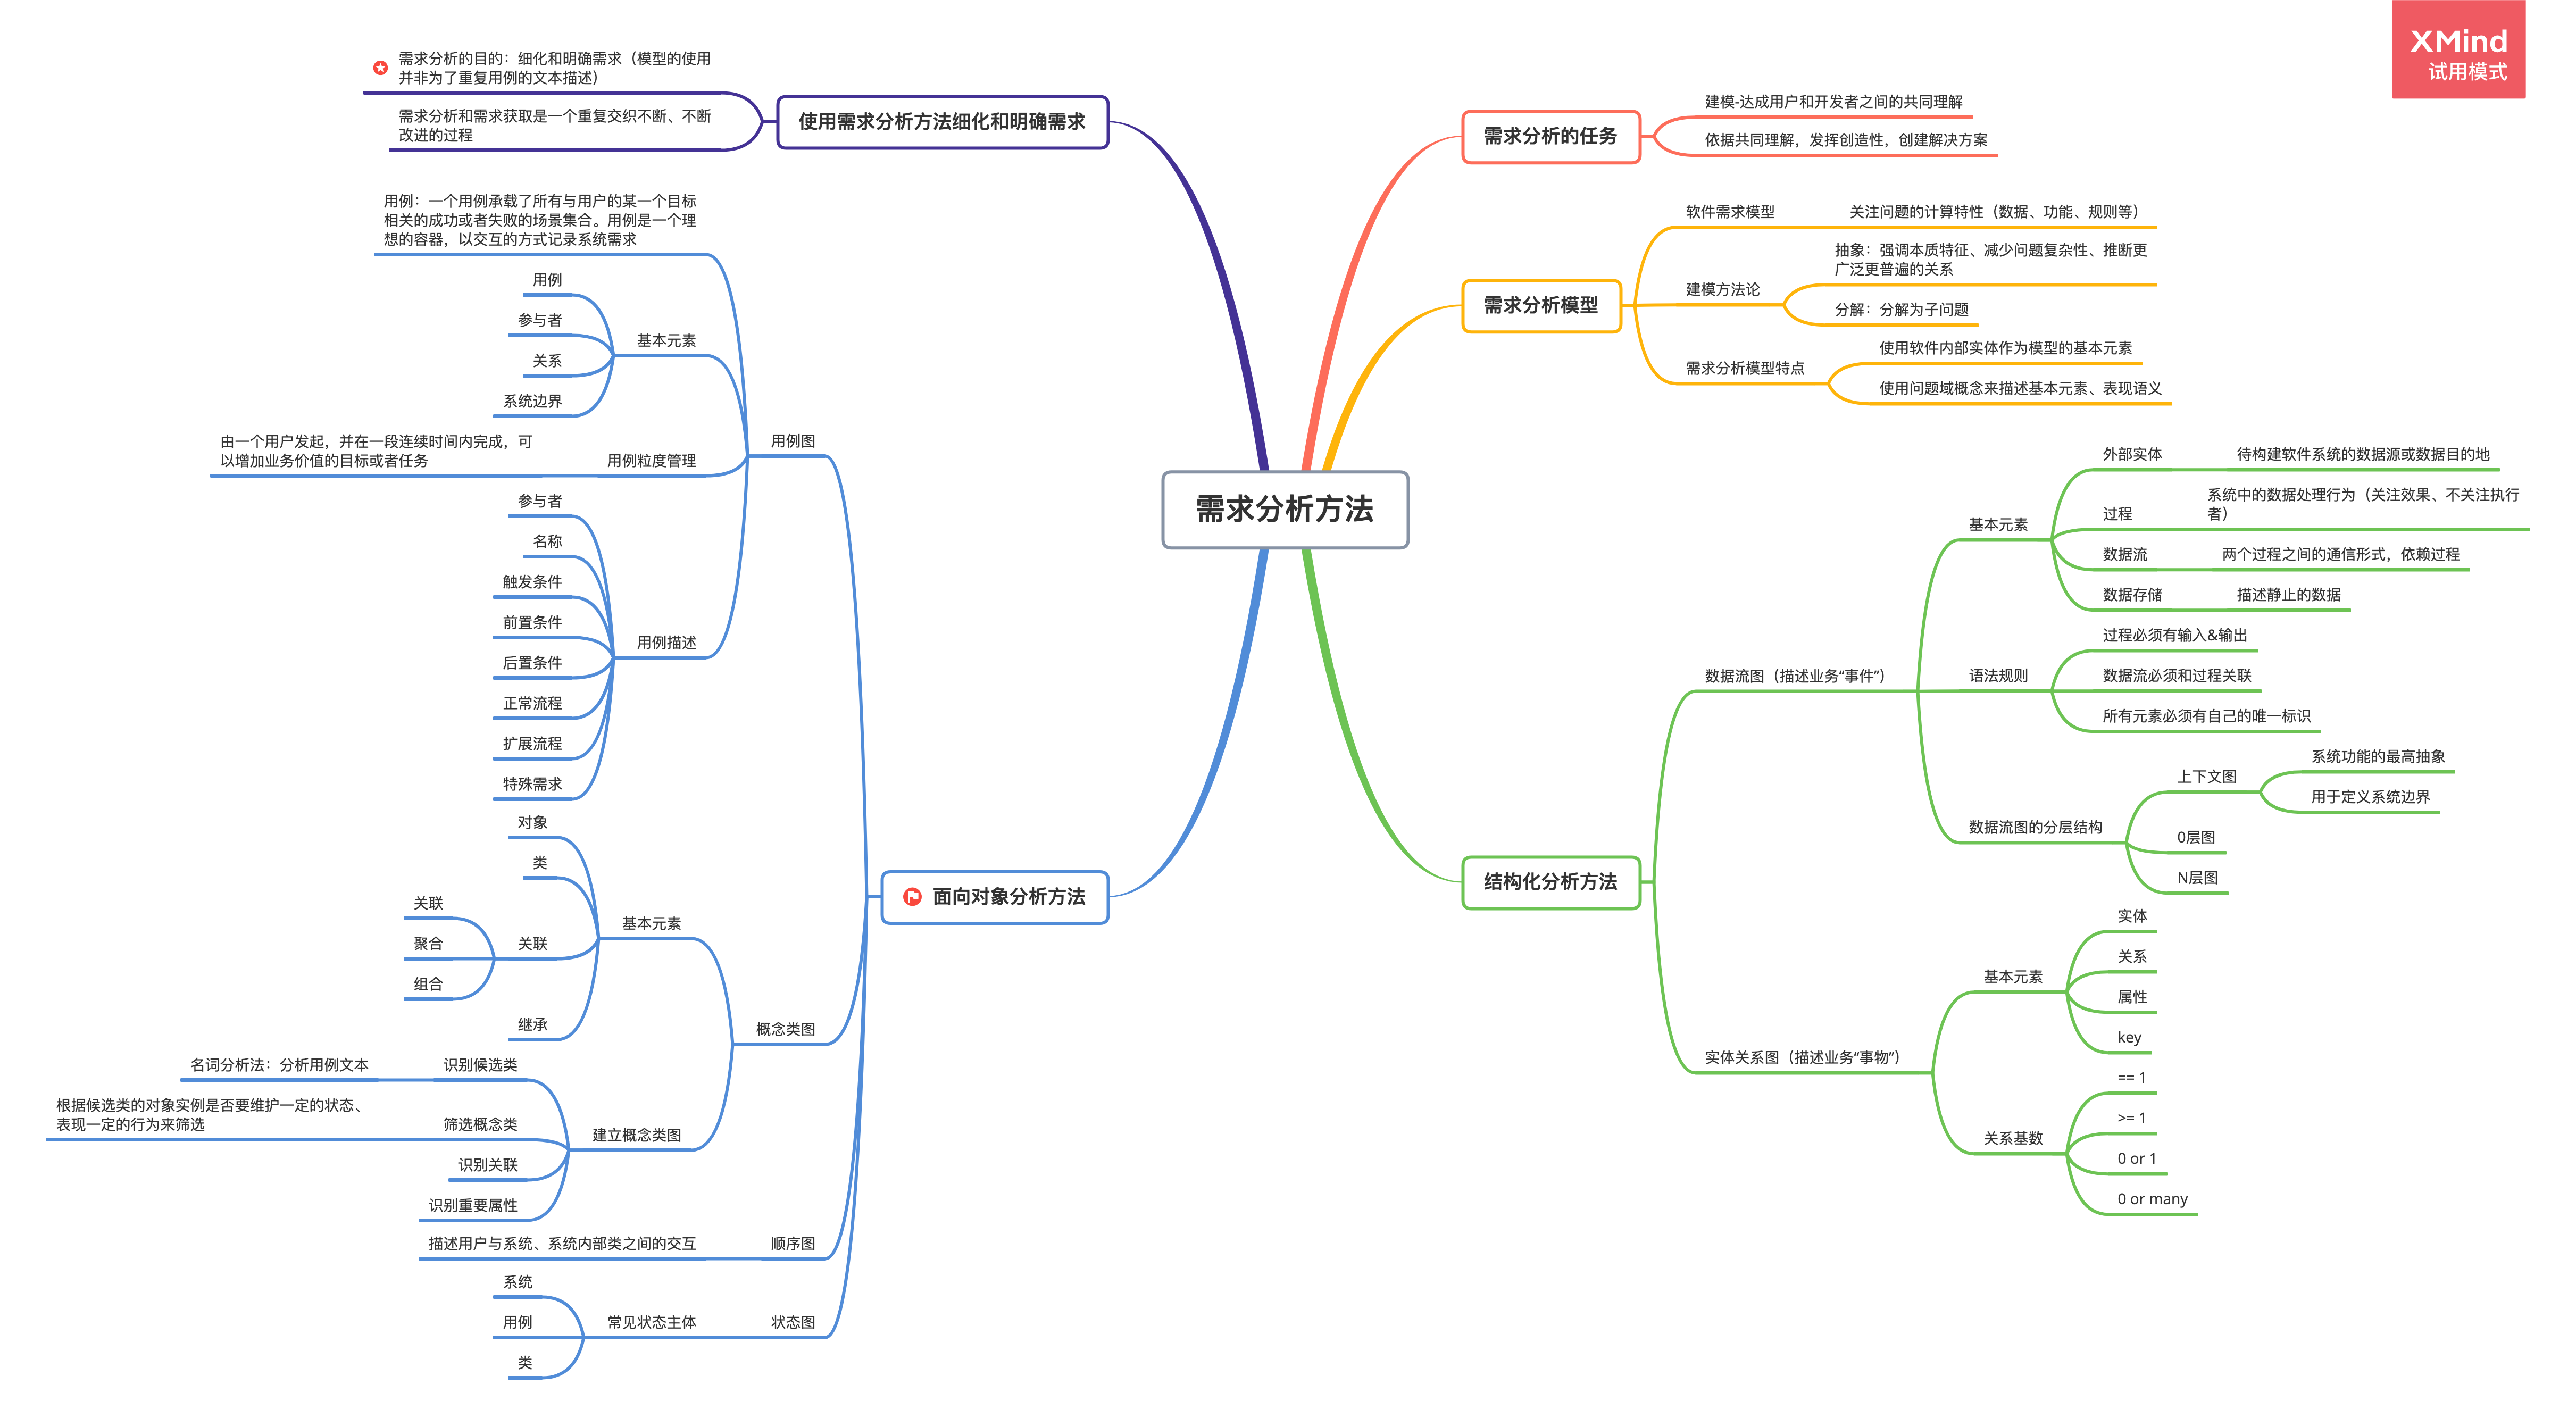 XMind
试用模式
需求分析方法
需求分析的任务
建模-达成用户和开发者之间的共同理解
依据共同理解，发挥创造性，创建解决方案
需求分析模型
软件需求模型
关注问题的计算特性（数据、功能、规则等）
建模方法论
抽象：强调本质特征、减少问题复杂性、推断更
广泛更普遍的关系
分解：分解为子问题
需求分析模型特点
使用软件内部实体作为模型的基本元素
使用问题域概念来描述基本元素、表现语义
结构化分析方法
数据流图（描述业务“事件”）
基本元素
外部实体
待构建软件系统的数据源或数据目的地
过程
系统中的数据处理行为（关注效果、不关注执行
者）
数据流
两个过程之间的通信形式，依赖过程
数据存储
描述静止的数据
语法规则
过程必须有输入&输出
数据流必须和过程关联
所有元素必须有自己的唯一标识
数据流图的分层结构
上下文图
系统功能的最高抽象
用于定义系统边界
0层图
N层图
实体关系图（描述业务“事物”）
基本元素
实体
关系
属性
key
关系基数
== 1
>= 1
0 or 1
0 or many
使用需求分析方法细化和明确需求
需求分析的目的：细化和明确需求（模型的使用
并非为了重复用例的文本描述）
需求分析和需求获取是一个重复交织不断、不断
改进的过程
面向对象分析方法
用例图
用例：一个用例承载了所有与用户的某一个目标
相关的成功或者失败的场景集合。用例是一个理
想的容器，以交互的方式记录系统需求
基本元素
用例
参与者
关系
系统边界
用例粒度管理
由一个用户发起，并在一段连续时间内完成，可
以增加业务价值的目标或者任务
用例描述
参与者
名称
触发条件
前置条件
后置条件
正常流程
扩展流程
特殊需求
概念类图
基本元素
对象
类
关联
关联
聚合
组合
继承
建立概念类图
识别候选类
名词分析法：分析用例文本
筛选概念类
根据候选类的对象实例是否要维护一定的状态、
表现一定的行为来筛选
识别关联
识别重要属性
顺序图
描述用户与系统、系统内部类之间的交互
状态图
常见状态主体
系统
用例
类